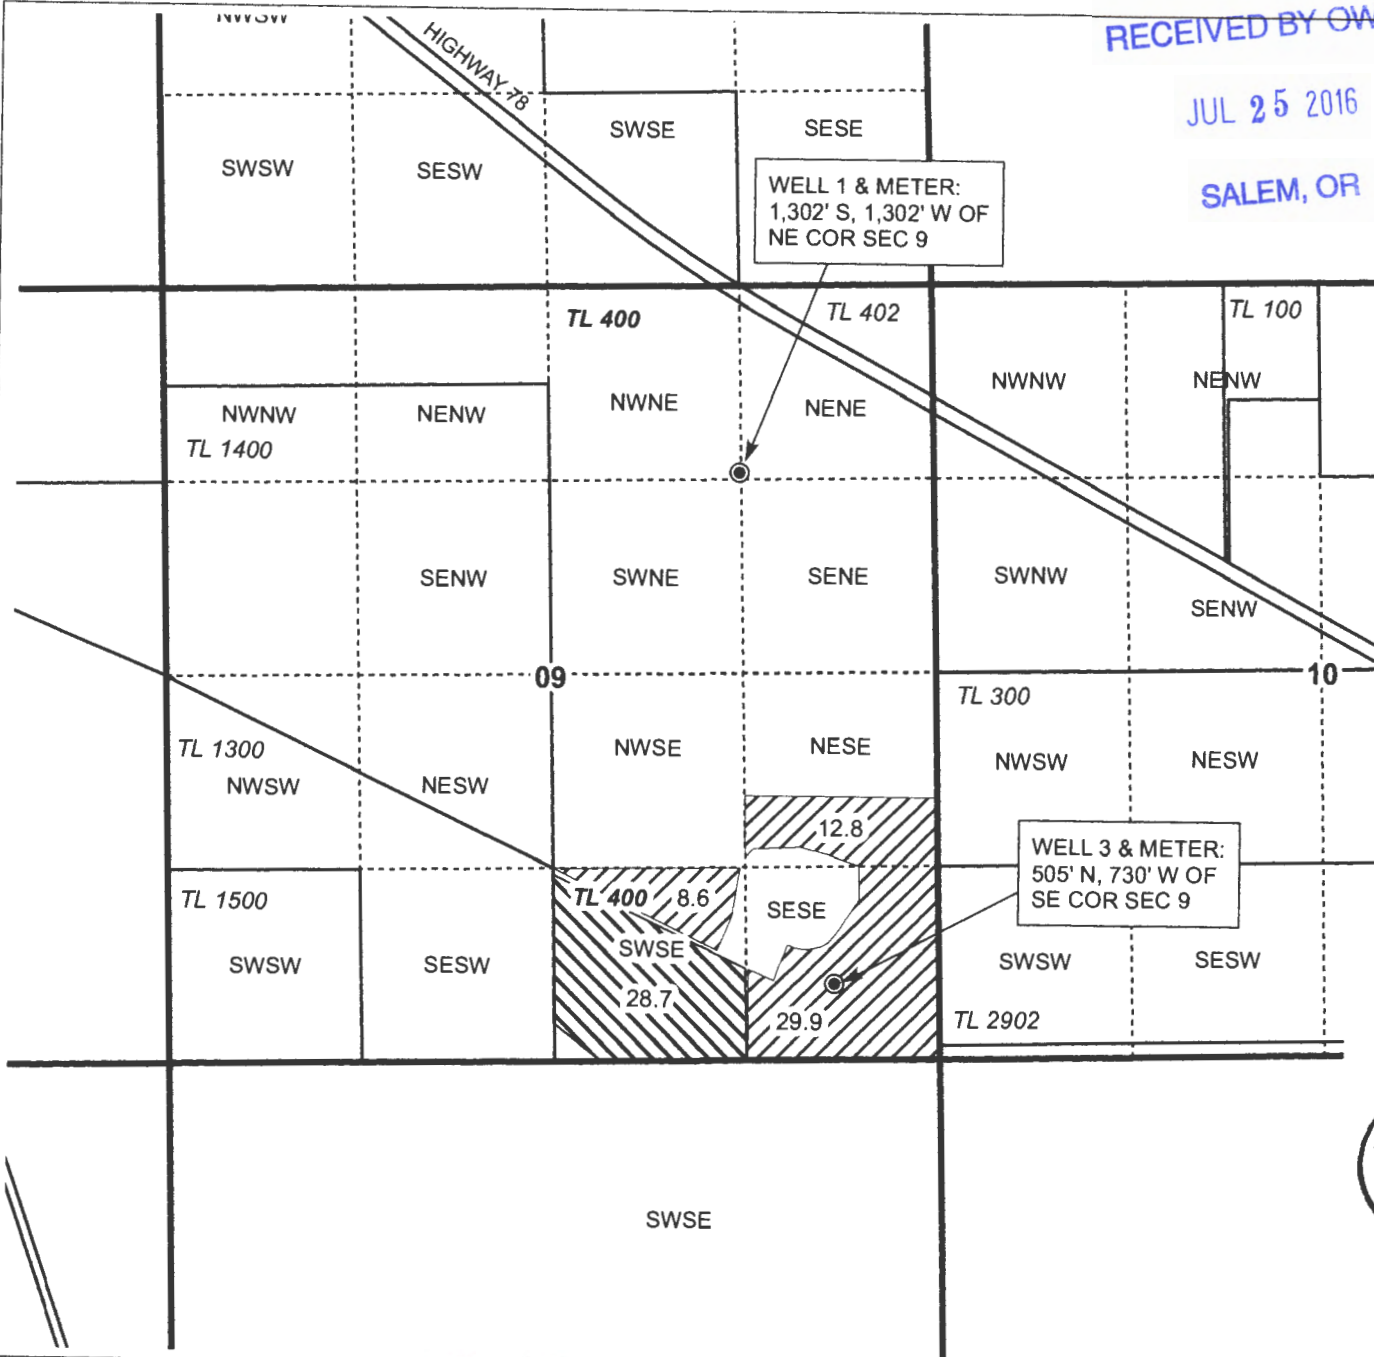 NWSW
HIGHWAY 78
RECEIVED BY OW
JUL 25 2016
SALEM, OR
SWSE
SESE
SWSW
SESW
WELL 1 & METER:
1,302' S, 1,302' W OF
NE COR SEC 9
TL 400
TL 402
TL 100
NWNW
NENW
NWNE
NENE
NWNW
NENW
TL 1400
SENW
SWNE
SENE
SWNW
SENW
09
10
TL 300
TL 1300
NWSE
NESE
NWSW
NESW
NWSW
NESW
12.8
WELL 3 & METER:
505' N, 730' W OF
SE COR SEC 9
TL 1500
TL 400
8.6
SESE
SWSE
SWSW
SESW
SWSW
SESW
28.7
29.9
TL 2902
SWSE